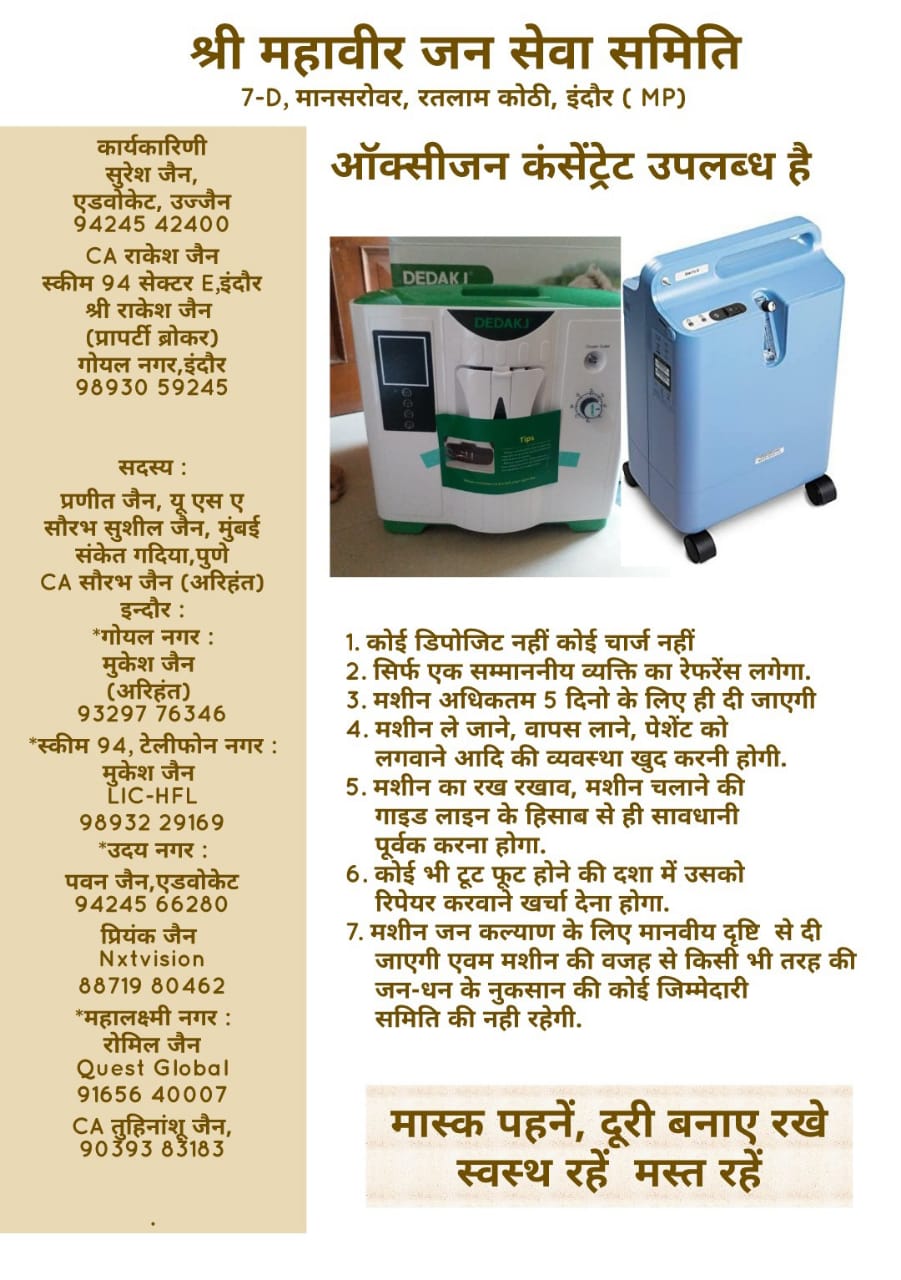 श्री महावीर जन सेवा समिति
7-D, मानसरोवर, रतलाम कोठी, इंदौर ( MP)
कार्यकारिणी
सुरेश जैन,
एडवोकेट, उज्जैन
94245 42400
CA राकेश जैन
स्कीम 94 सेक्टर E,इंदौर
श्री राकेश जैन
(प्रापर्टी ब्रोकर)
गोयल नगर,इंदौर
98930 59245
सदस्य :
प्रणीत जैन, यू एस ए
सौरभ सुशील जैन, मुंबई
संकेत गदिया,पुणे
CA सौरभ जैन (अरिहंत)
इन्दौर :
*गोयल नगर :
मुकेश जैन
(अरिहंत)
93297 76346
*स्कीम 94, टेलीफोन नगर :
मुकेश जैन
LIC-HFL
98932 29169
*उदय नगर :
पवन जैन,एडवोकेट
94245 66280
प्रियंक जैन
Nxtvision
88719 80462
*महालक्ष्मी नगर :
रोमिल जैन
Quest Global
91656 40007
CA तुहिनांशू जैन,
90393 83183
.
ऑक्सीजन कंसेंट्रेट उपलब्ध है
DEDAKJ
DEDAKJ
Tips
1. कोई डिपोजिट नहीं कोई चार्ज नहीं
2. सिर्फ एक सम्माननीय व्यक्ति का रेफरेंस लगेगा.
3. मशीन अधिकतम 5 दिनो के लिए ही दी जाएगी
4. मशीन ले जाने, वापस लाने, पेशेंट को
लगवाने आदि की व्यवस्था खुद करनी होगी.
5. मशीन का रख रखाव, मशीन चलाने की
गाइड लाइन के हिसाब से ही सावधानी
पूर्वक करना होगा.
6. कोई भी टूट फूट होने की दशा में उसको
रिपेयर करवाने खर्चा देना होगा.
7. मशीन जन कल्याण के लिए मानवीय दृष्टि से दी
जाएगी एवम मशीन की वजह से किसी भी तरह की
जन-धन के नुकसान की कोई जिम्मेदारी
समिति की नही रहेगी.
मास्क पहनें, दूरी बनाए रखे
स्वस्थ रहें मस्त रहें